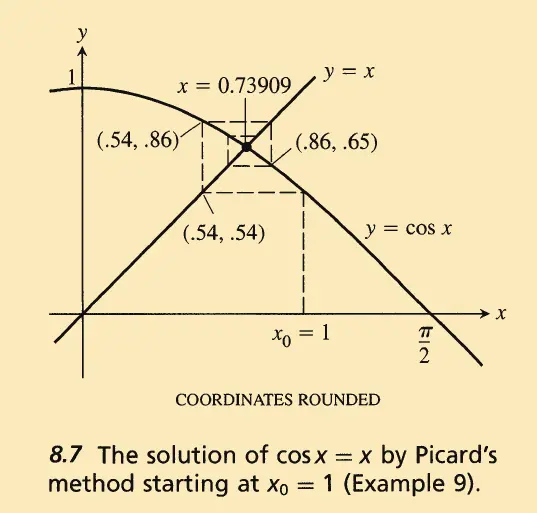 y
1
x = 0.73909
y = x
(.54, .86)
(.86, .65)
(.54, .54)
y = cos x
x
x₀ = 1
π
2
COORDINATES ROUNDED
8.7 The solution of cos x = x by Picard's
method starting at x₀ = 1 (Example 9).